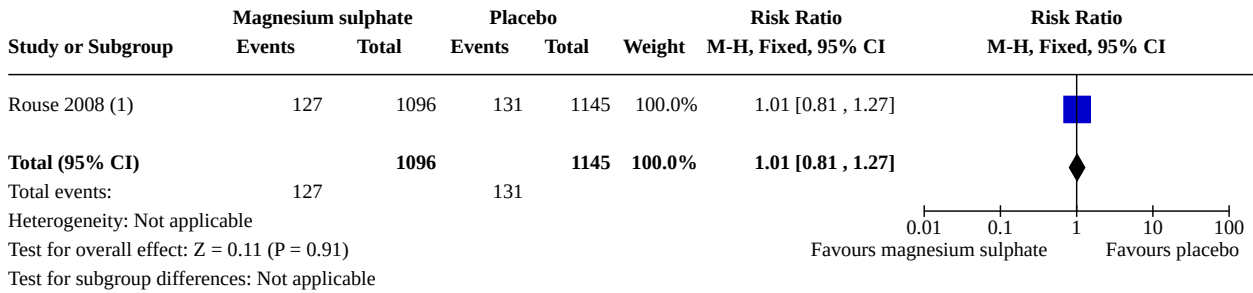 Magnesium sulphate Placebo Risk Ratio Risk Ratio
Study or Subgroup Events Total Events Total Weight M-H, Fixed, 95% CI M-H, Fixed, 95% CI
Rouse 2008 (1) 127 1096 131 1145 100.0% 1.01 [0.81 , 1.27]
Total (95% CI) 1096 1145 100.0% 1.01 [0.81 , 1.27]
Total events: 127 131
Heterogeneity: Not applicable
0.01 0.1 1 10 100
Test for overall effect: Z = 0.11 (P = 0.91)
Favours magnesium sulphate Favours placebo
Test for subgroup differences: Not applicable